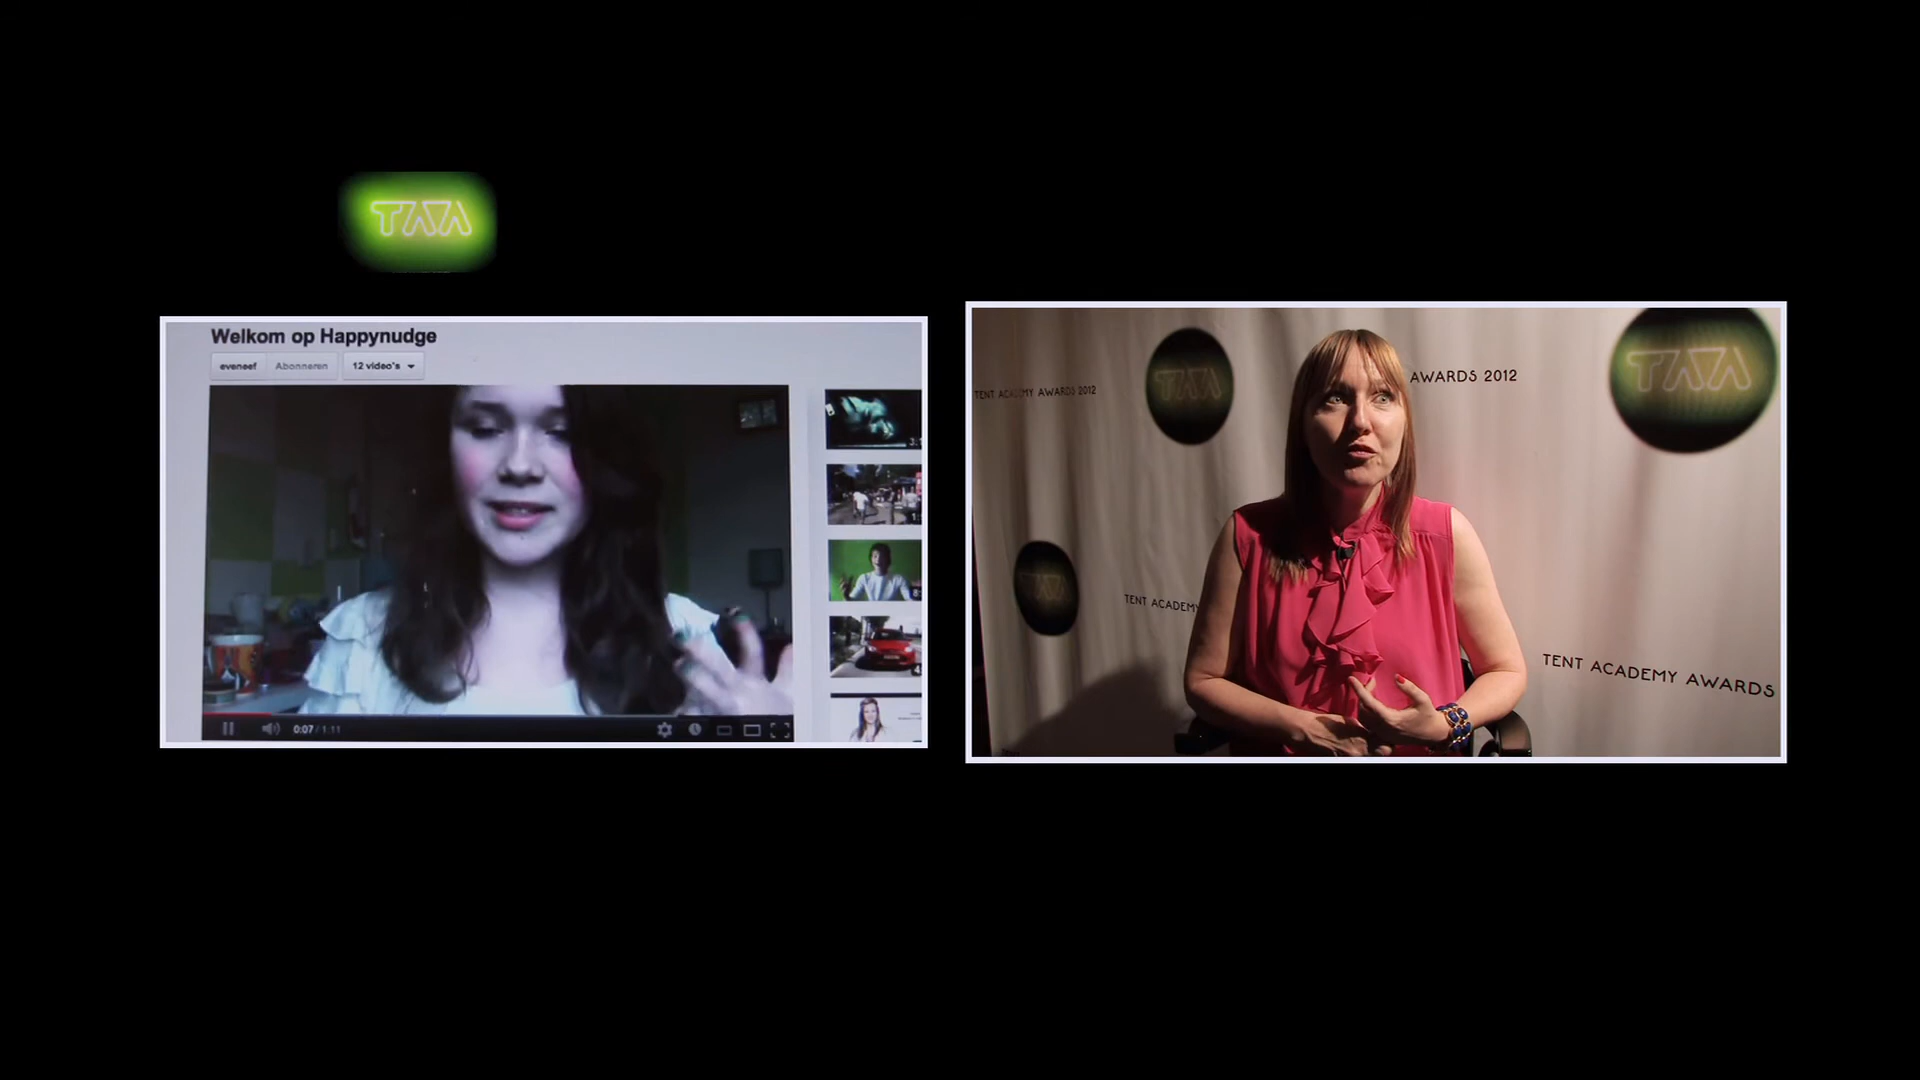 TAA
Welkom op Happynudge
eveneef Abonneren 12 video's
0:07 / 1:11
TENT ACADEMY AWARDS 2012
TAA
AWARDS 2012
TAA
TAA
TENT ACADEMY
TENT ACADEMY AWARDS